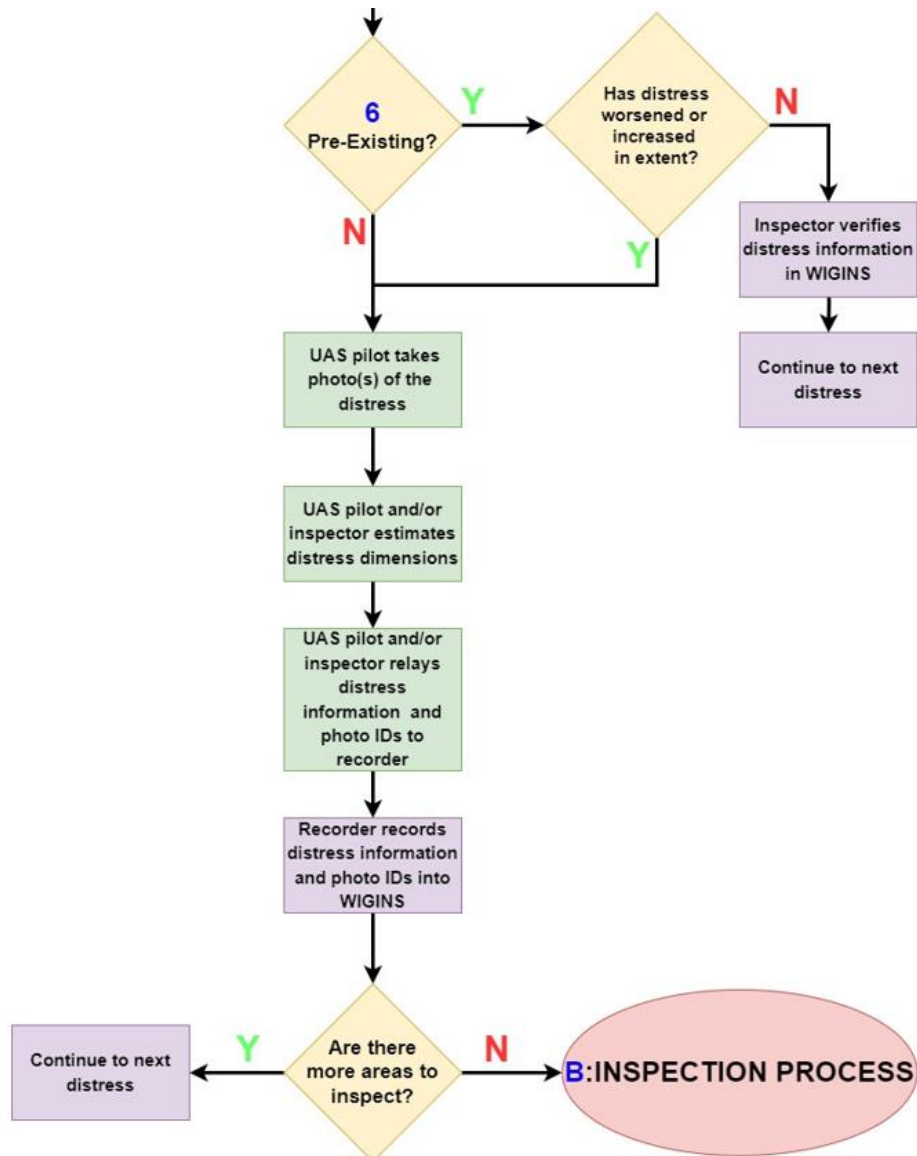 6
Pre-Existing?
Y
Has distress
worsened or
increased
in extent?
N
Inspector verifies
distress information
in WIGINS
Continue to next
distress
N
Y
UAS pilot takes
photo(s) of the
distress
UAS pilot and/or
inspector estimates
distress dimensions
UAS pilot and/or
inspector relays
distress
information and
photo IDs to
recorder
Recorder records
distress information
and photo IDs into
WIGINS
Are there
more areas to
inspect?
Y
Continue to next
distress
N
B:INSPECTION PROCESS